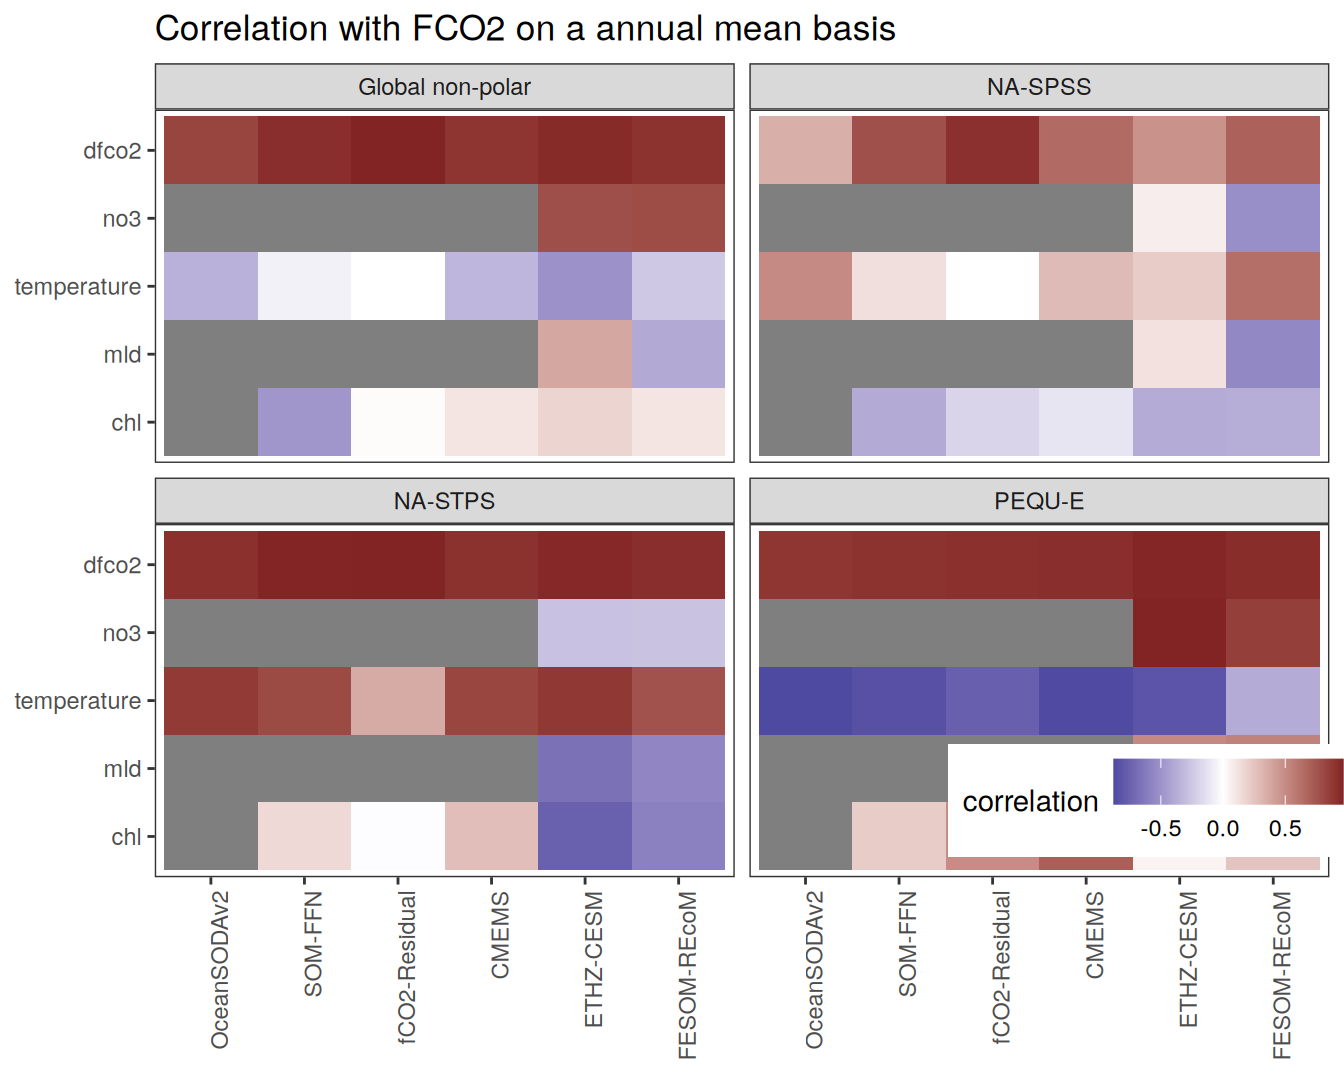 Correlation with FCO2 on a annual mean basis
Global non-polar
NA-SPSS
dfco2
no3
temperature
mld
chl
NA-STPS
PEQU-E
dfco2
no3
temperature
mld
chl
correlation
-0.5 0.0 0.5
OceanSODAv2
SOM-FFN
fCO2-Residual
CMEMS
ETHZ-CESM
FESOM-REcoM
OceanSODAv2
SOM-FFN
fCO2-Residual
CMEMS
ETHZ-CESM
FESOM-REcoM